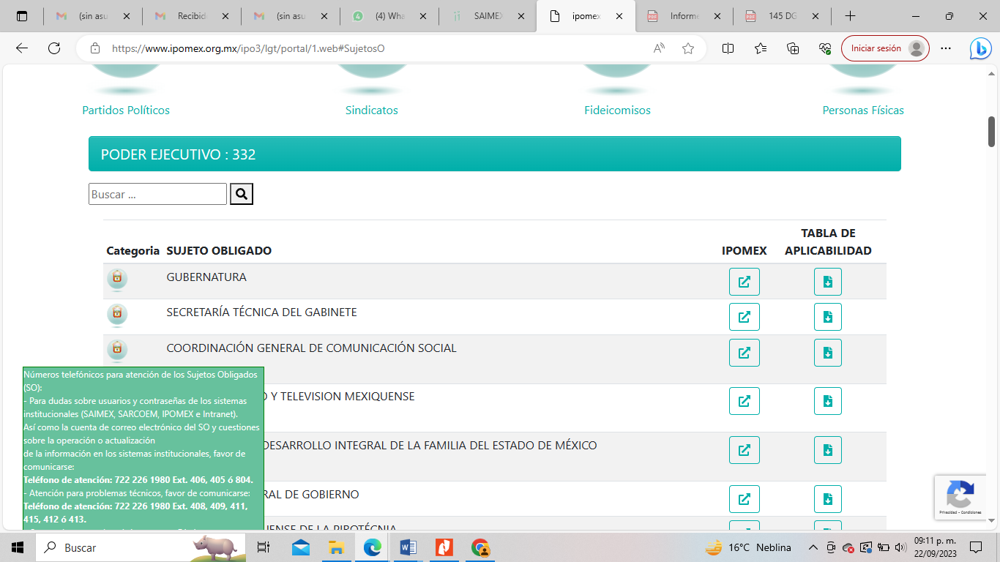 (sin asu
Recibid
(sin asu
(4) Wha
SAIMEX
ipomex
Informe
145 DG
https://www.ipomex.org.mx/ipo3/lgt/portal/1.web#SujetosO
Iniciar sesión
Partidos Políticos
Sindicatos
Fideicomisos
Personas Físicas
PODER EJECUTIVO : 332
Buscar ...
Categoria SUJETO OBLIGADO IPOMEX TABLA DE
APLICABILIDAD
GUBERNATURA
SECRETARÍA TÉCNICA DEL GABINETE
COORDINACIÓN GENERAL DE COMUNICACIÓN SOCIAL
O Y TELEVISION MEXIQUENSE
DESARROLLO INTEGRAL DE LA FAMILIA DEL ESTADO DE MÉXICO
RAL DE GOBIERNO
UENSE DE LA PIROTÉCNIA
Números telefónicos para atención de los Sujetos Obligados
(SO):
- Para dudas sobre usuarios y contraseñas de los sistemas
institucionales (SAIMEX, SARCOEM, IPOMEX e Intranet).
Así como la cuenta de correo electrónico del SO y cuestiones
sobre la operación o actualización
de la información en los sistemas institucionales, favor de
comunicarse:
Teléfono de atención: 722 226 1980 Ext. 406, 405 ó 804.
- Atención para problemas técnicos, favor de comunicarse:
Teléfono de atención: 722 226 1980 Ext. 408, 409, 411,
415, 412 ó 413.
Privacidad - Condiciones
Buscar
16°C Neblina
09:11 p. m.
22/09/2023